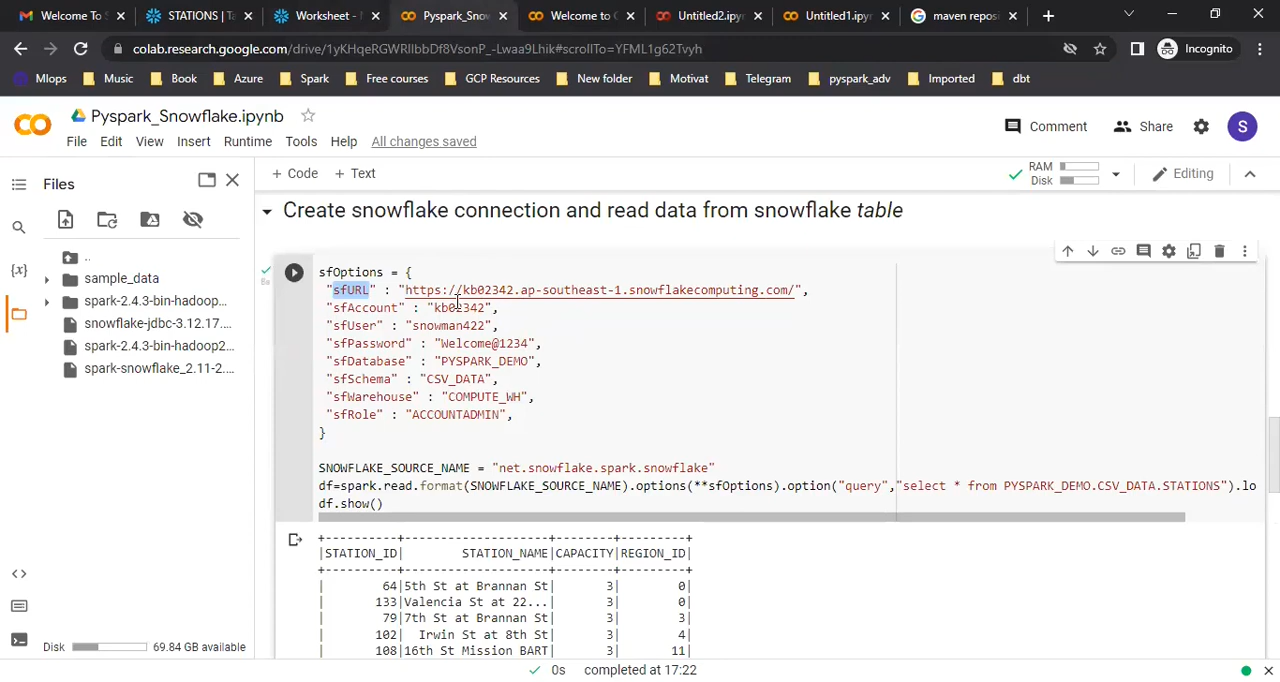 Welcome To S
STATIONS | Ta
Worksheet -
Pyspark_Snow
Welcome to C
Untitled2.ipyn
Untitled1.ipyn
maven reposi
colab.research.google.com/drive/1yKHqeRGWRlIbbDf8VsonP_-Lwaa9Lhik#scrollTo=YFML1g62Tvyh
Incognito
Mlops
Music
Book
Azure
Spark
Free courses
GCP Resources
New folder
Motivat
Telegram
pyspark_adv
Imported
dbt
Pyspark_Snowflake.ipynb
File Edit View Insert Runtime Tools Help All changes saved
Comment
Share
S
Files
+ Code + Text
RAM
Disk
Editing
..
sample_data
spark-2.4.3-bin-hadoop...
snowflake-jdbc-3.12.17....
spark-2.4.3-bin-hadoop2...
spark-snowflake_2.11-2....
Disk 69.84 GB available
Create snowflake connection and read data from snowflake table
8s
sfOptions = {
"sfURL" : "https://kb02342.ap-southeast-1.snowflakecomputing.com/",
"sfAccount" : "kb02342",
"sfUser" : "snowman422",
"sfPassword" : "Welcome@1234",
"sfDatabase" : "PYSPARK_DEMO",
"sfSchema" : "CSV_DATA",
"sfWarehouse" : "COMPUTE_WH",
"sfRole" : "ACCOUNTADMIN",
}
SNOWFLAKE_SOURCE_NAME = "net.snowflake.spark.snowflake"
df=spark.read.format(SNOWFLAKE_SOURCE_NAME).options(**sfOptions).option("query","select * from PYSPARK_DEMO.CSV_DATA.STATIONS").lo
df.show()
+----------+--------------------+--------+---------+
|STATION_ID|        STATION_NAME|CAPACITY|REGION_ID|
+----------+--------------------+--------+---------+
|        64|5th St at Brannan St|       3|        0|
|       133|Valencia St at 22...|       3|        0|
|        79|7th St at Brannan St|       3|        3|
|       102|  Irwin St at 8th St|       3|        4|
|       108|16th St Mission BART|       3|       11|
0s completed at 17:22